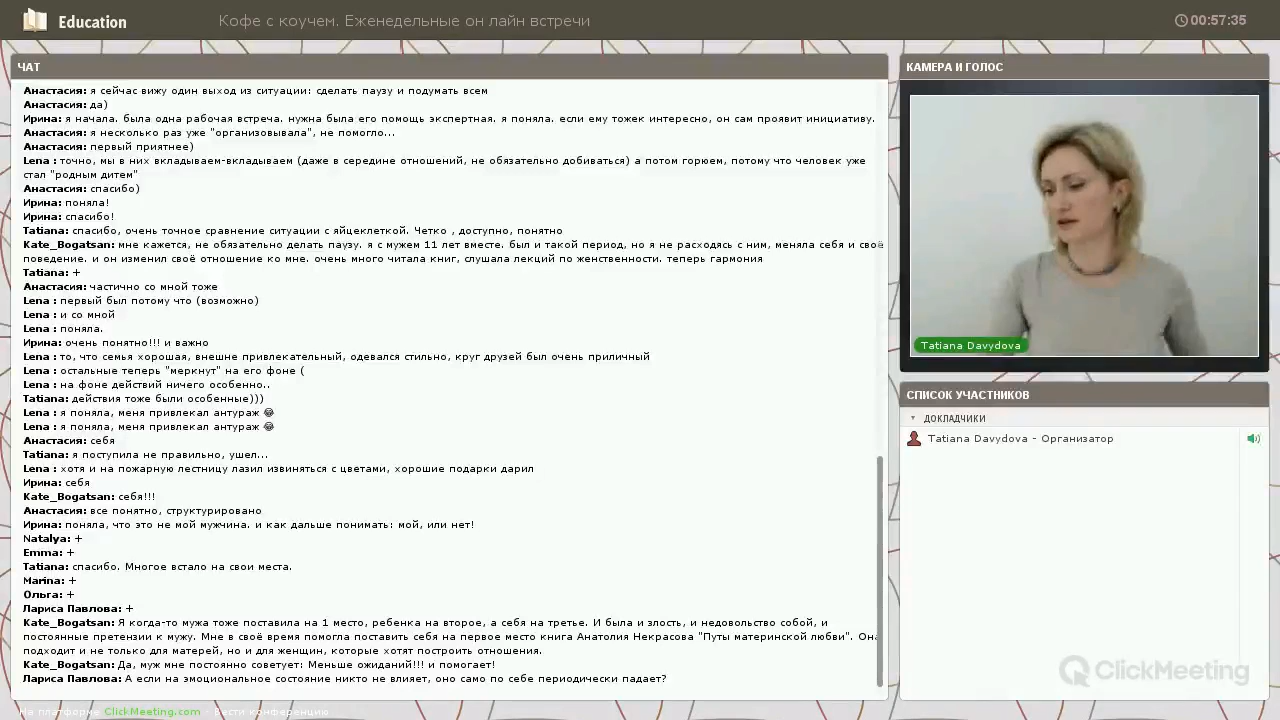 Education
Кофе с коучем. Еженедельные он лайн встречи
00:57:35
ЧАТ
Анастасия: я сейчас вижу один выход из ситуации: сделать паузу и подумать всем
Анастасия: да)
Ирина: я начала. была одна рабочая встреча. нужна была его помощь экспертная. я поняла. если ему тожек интересно, он сам проявит инициативу.
Анастасия: я несколько раз уже "организовывала", не помогло...
Анастасия: первый приятнее)
Lena : точно, мы в них вкладываем-вкладываем (даже в середине отношений, не обязательно добиваться) а потом горюем, потому что человек уже
стал "родным дитем"
Анастасия: спасибо)
Ирина: поняла!
Ирина: спасибо!
Tatiana: спасибо, очень точное сравнение ситуации с яйцеклеткой. Четко , доступно, понятно
Kate_Bogatsan: мне кажется, не обязательно делать паузу. я с мужем 11 лет вместе. был и такой период, но я не расходясь с ним, меняла себя и своё
поведение. и он изменил своё отношение ко мне. очень много читала книг, слушала лекций по женственности. теперь гармония
Tatiana: +
Анастасия: частично со мной тоже
Lena : первый был потому что (возможно)
Lena : и со мной
Lena : поняла.
Ирина: очень понятно!!! и важно
Lena : то, что семья хорошая, внешне привлекательный, одевался стильно, круг друзей был очень приличный
Lena : остальные теперь "меркнут" на его фоне (
Lena : на фоне действий ничего особенно..
Tatiana: действия тоже были особенные)))
Lena : я поняла, меня привлекал антураж 😂
Lena : я поняла, меня привлекал антураж 😂
Анастасия: себя
Tatiana: я поступила не правильно, ушел...
Lena : хотя и на пожарную лестницу лазил извиняться с цветами, хорошие подарки дарил
Ирина: себя
Kate_Bogatsan: себя!!!
Анастасия: все понятно, структурировано
Ирина: поняла, что это не мой мужчина. и как дальше понимать: мой, или нет!
Natalya: +
Emma: +
Tatiana: спасибо. Многое встало на свои места.
Marina: +
Ольга: +
Лариса Павлова: +
Kate_Bogatsan: Я когда-то мужа тоже поставила на 1 место, ребенка на второе, а себя на третье. И была и злость, и недовольство собой, и
постоянные претензии к мужу. Мне в своё время помогла поставить себя на первое место книга Анатолия Некрасова "Путы материнской любви". Она
подходит и не только для матерей, но и для женщин, которые хотят построить отношения.
Kate_Bogatsan: Да, муж мне постоянно советует: Меньше ожиданий!!! и помогает!
Лариса Павлова: А если на эмоциональное состояние никто не влияет, оно само по себе периодически падает?
На платформе ClickMeeting.com · Вести конференцию
КАМЕРА И ГОЛОС
Tatiana Davydova
СПИСОК УЧАСТНИКОВ
ДОКЛАДЧИКИ
Tatiana Davydova - Организатор
ClickMeeting